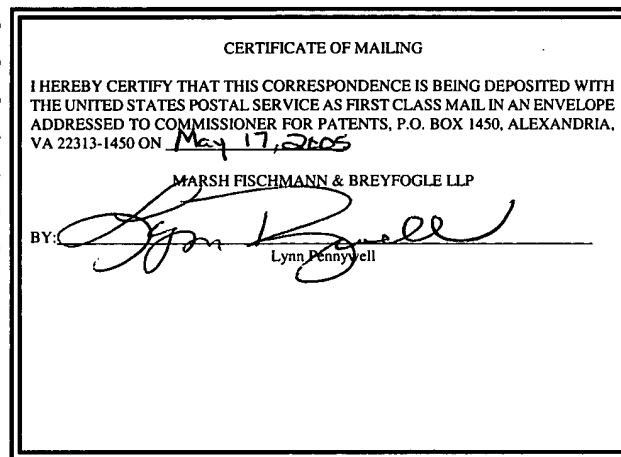 CERTIFICATE OF MAILING
I HEREBY CERTIFY THAT THIS CORRESPONDENCE IS BEING DEPOSITED WITH
THE UNITED STATES POSTAL SERVICE AS FIRST CLASS MAIL IN AN ENVELOPE
ADDRESSED TO COMMISSIONER FOR PATENTS, P.O. BOX 1450, ALEXANDRIA,
VA 22313-1450 ON May 17, 2005
MARSH FISCHMANN & BREYFOGLE LLP
BY: Lynn Pennywell
Lynn Pennywell